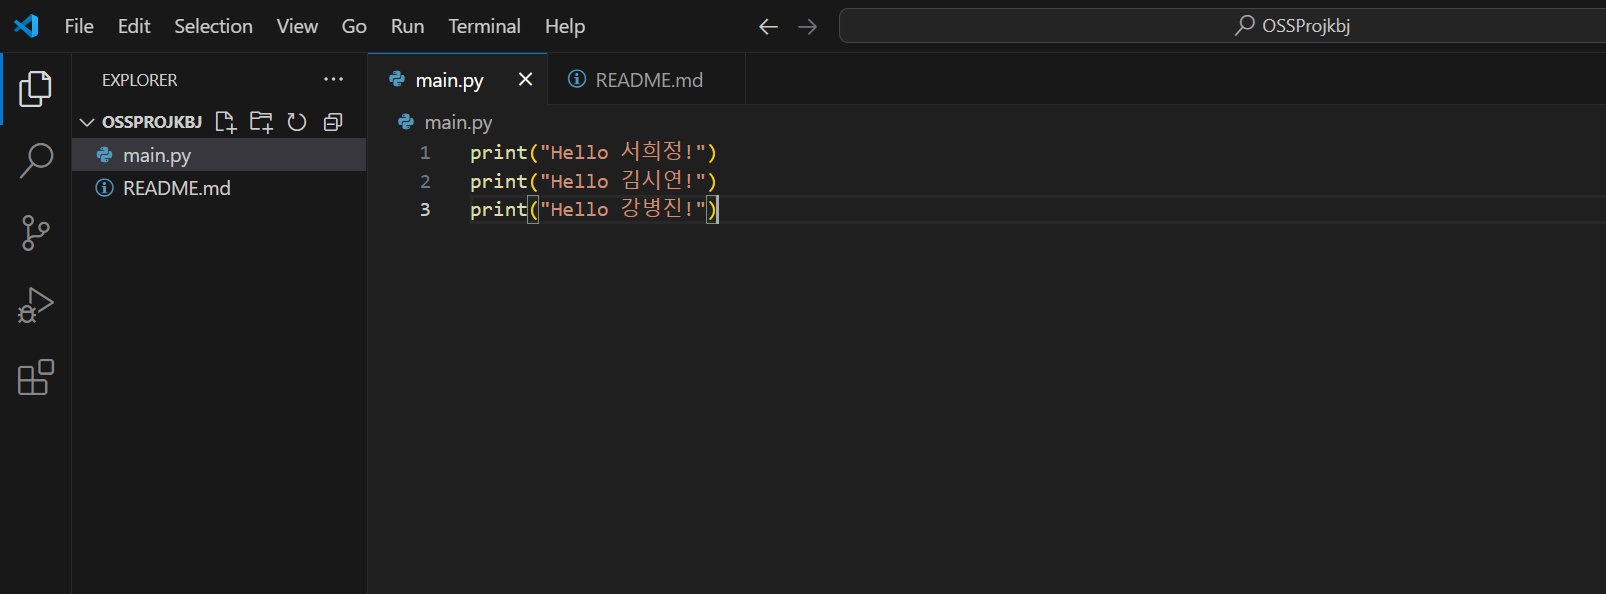 File Edit Selection View Go Run Terminal Help OSSProjkbj
EXPLORER
OSSPROJKBJ
main.py
README.md
main.py README.md
main.py
1 print("Hello 서희정!")
2 print("Hello 김시연!")
3 print("Hello 강병진!")